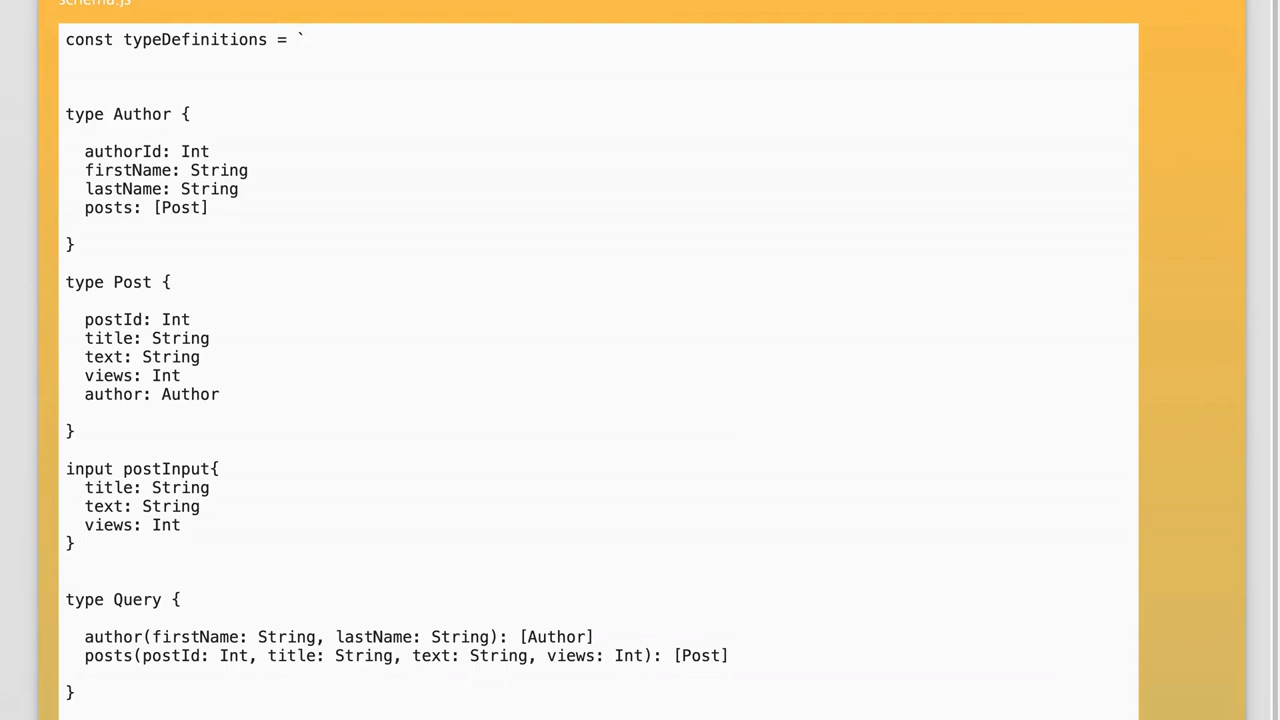 schema.js
const typeDefinitions = `
type Author {
authorId: Int
firstName: String
lastName: String
posts: [Post]
}
type Post {
postId: Int
title: String
text: String
views: Int
author: Author
}
input postInput{
title: String
text: String
views: Int
}
type Query {
author(firstName: String, lastName: String): [Author]
posts(postId: Int, title: String, text: String, views: Int): [Post]
}